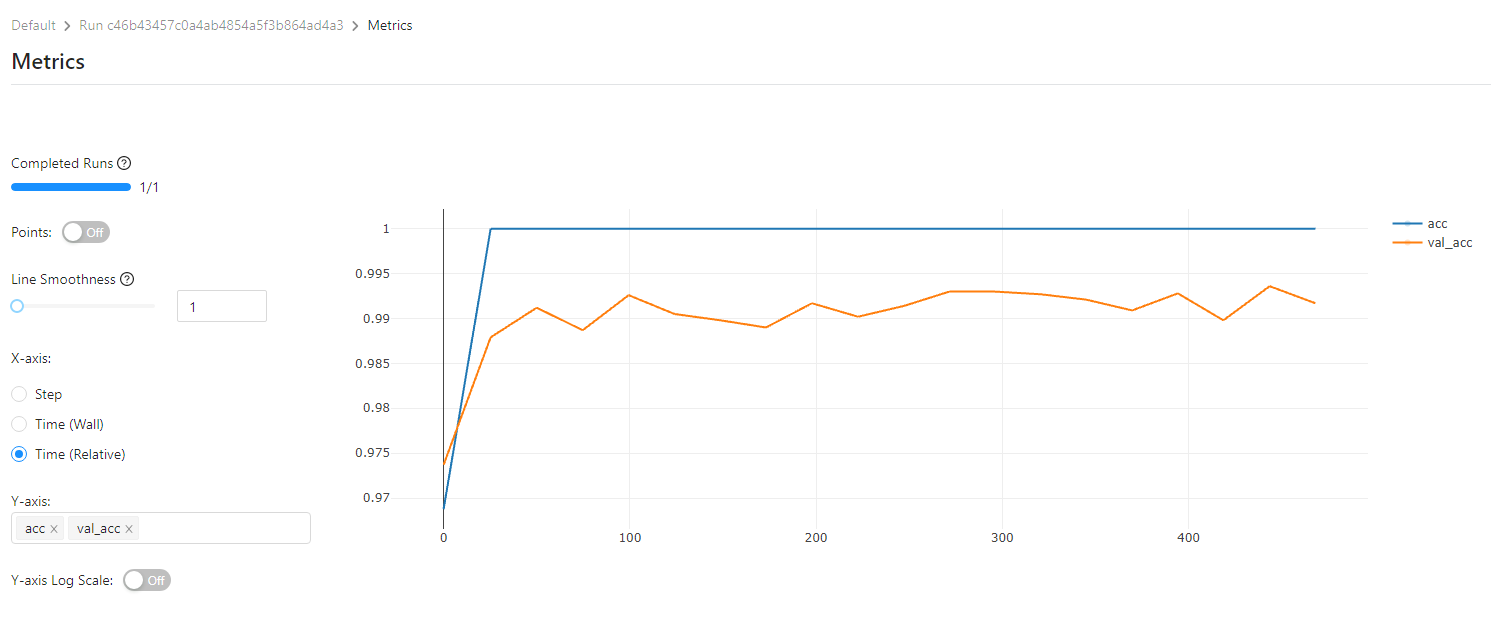 Default > Run c46b43457c0a4ab4854a5f3b864ad4a3 > Metrics
Metrics
Completed Runs ?
1/1
Points: Off
Line Smoothness ?
1
X-axis:
Step
Time (Wall)
Time (Relative)
Y-axis:
acc × val_acc ×
Y-axis Log Scale: Off
1
0.995
0.99
0.985
0.98
0.975
0.97
0 100 200 300 400
acc
val_acc